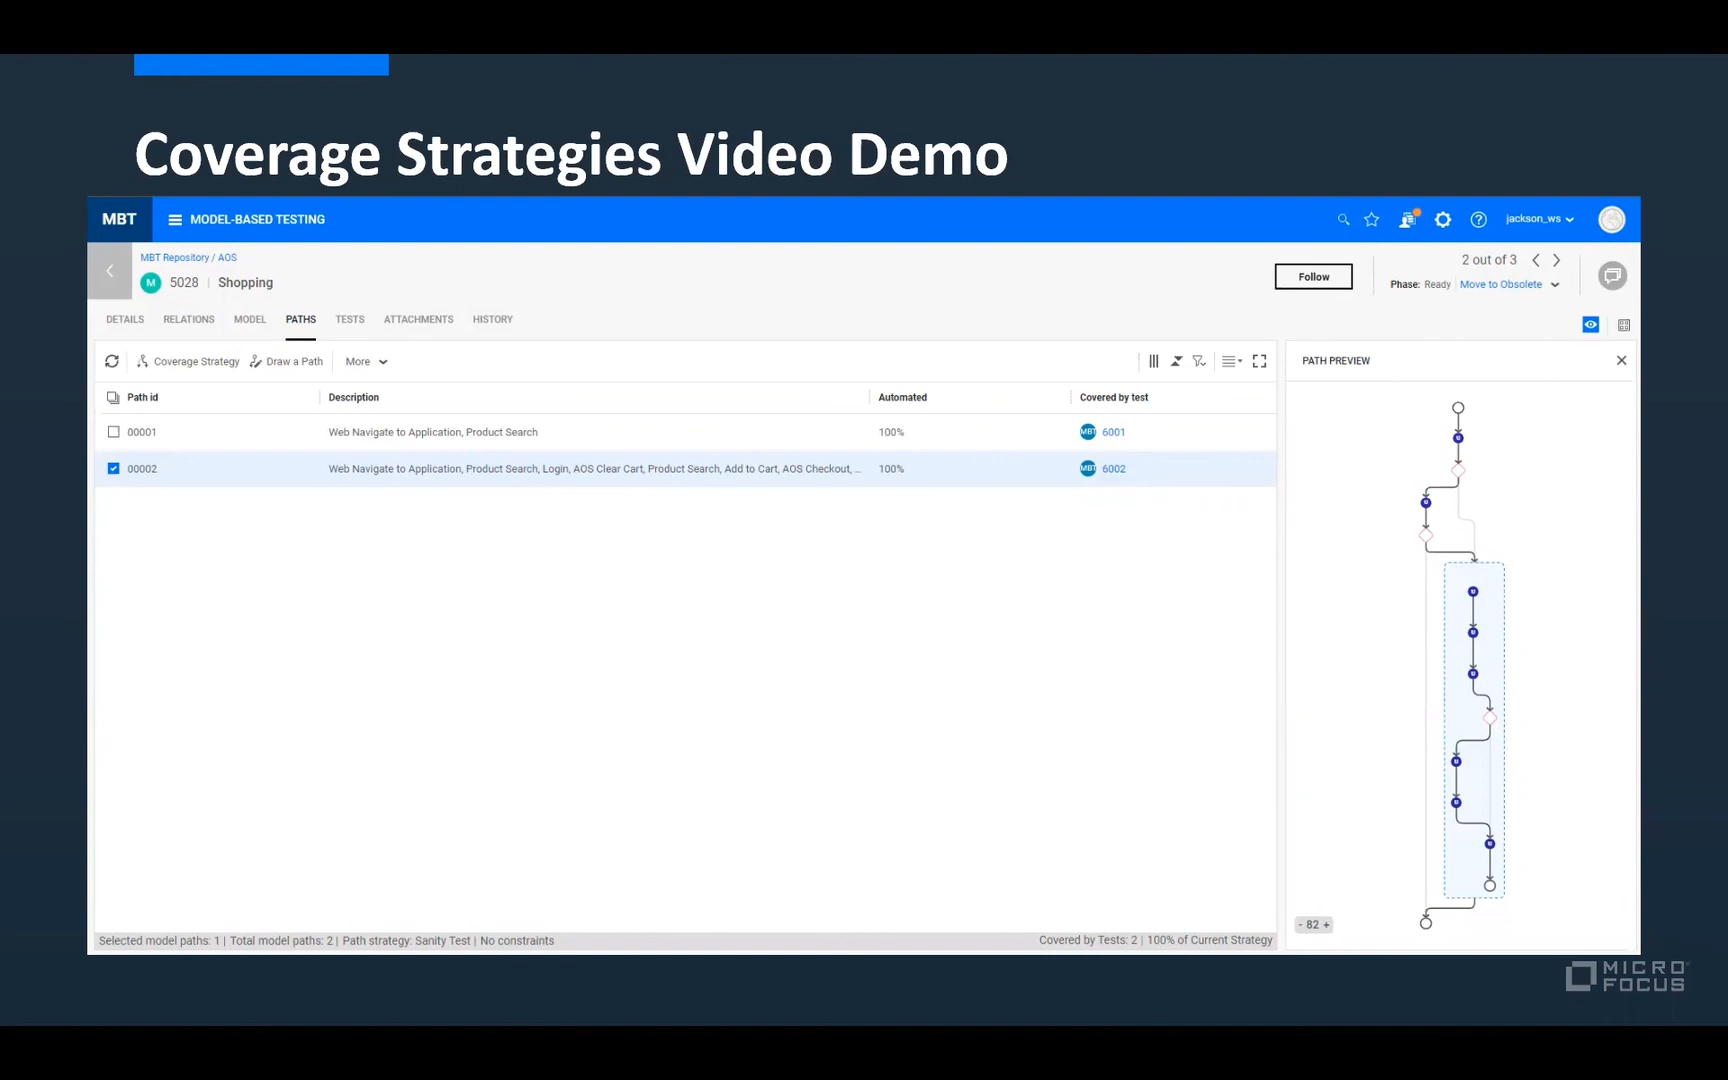 Coverage Strategies Video Demo
MBT
MODEL-BASED TESTING
jackson_ws
MBT Repository / AOS
M 5028 | Shopping
Follow
2 out of 3
Phase: Ready Move to Obsolete
DETAILS RELATIONS MODEL PATHS TESTS ATTACHMENTS HISTORY
Coverage Strategy Draw a Path More
PATH PREVIEW
Path id Description Automated Covered by test
00001 Web Navigate to Application, Product Search 100% MBT 6001
00002 Web Navigate to Application, Product Search, Login, AOS Clear Cart, Product Search, Add to Cart, AOS Checkout, ... 100% MBT 6002
- 82 +
Selected model paths: 1 | Total model paths: 2 | Path strategy: Sanity Test | No constraints
Covered by Tests: 2 | 100% of Current Strategy
MICRO
FOCUS